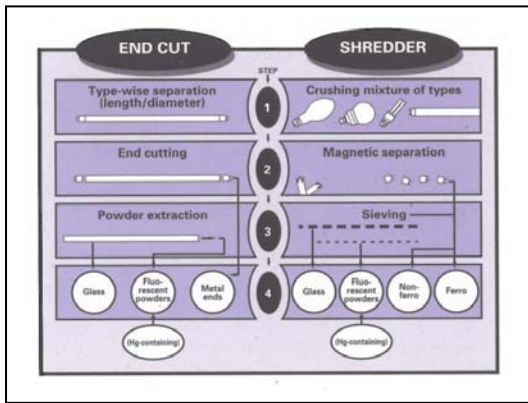 END CUT
SHREDDER
STEP
Type-wise separation
(length/diameter)
1
Crushing mixture of types
End cutting
2
Magnetic separation
Powder extraction
3
Sieving
Glass
Fluo-
rescent
powders
Metal
ends
4
Glass
Fluo-
rescent
powders
Non-
ferro
Ferro
(Hg-containing)
(Hg-containing)